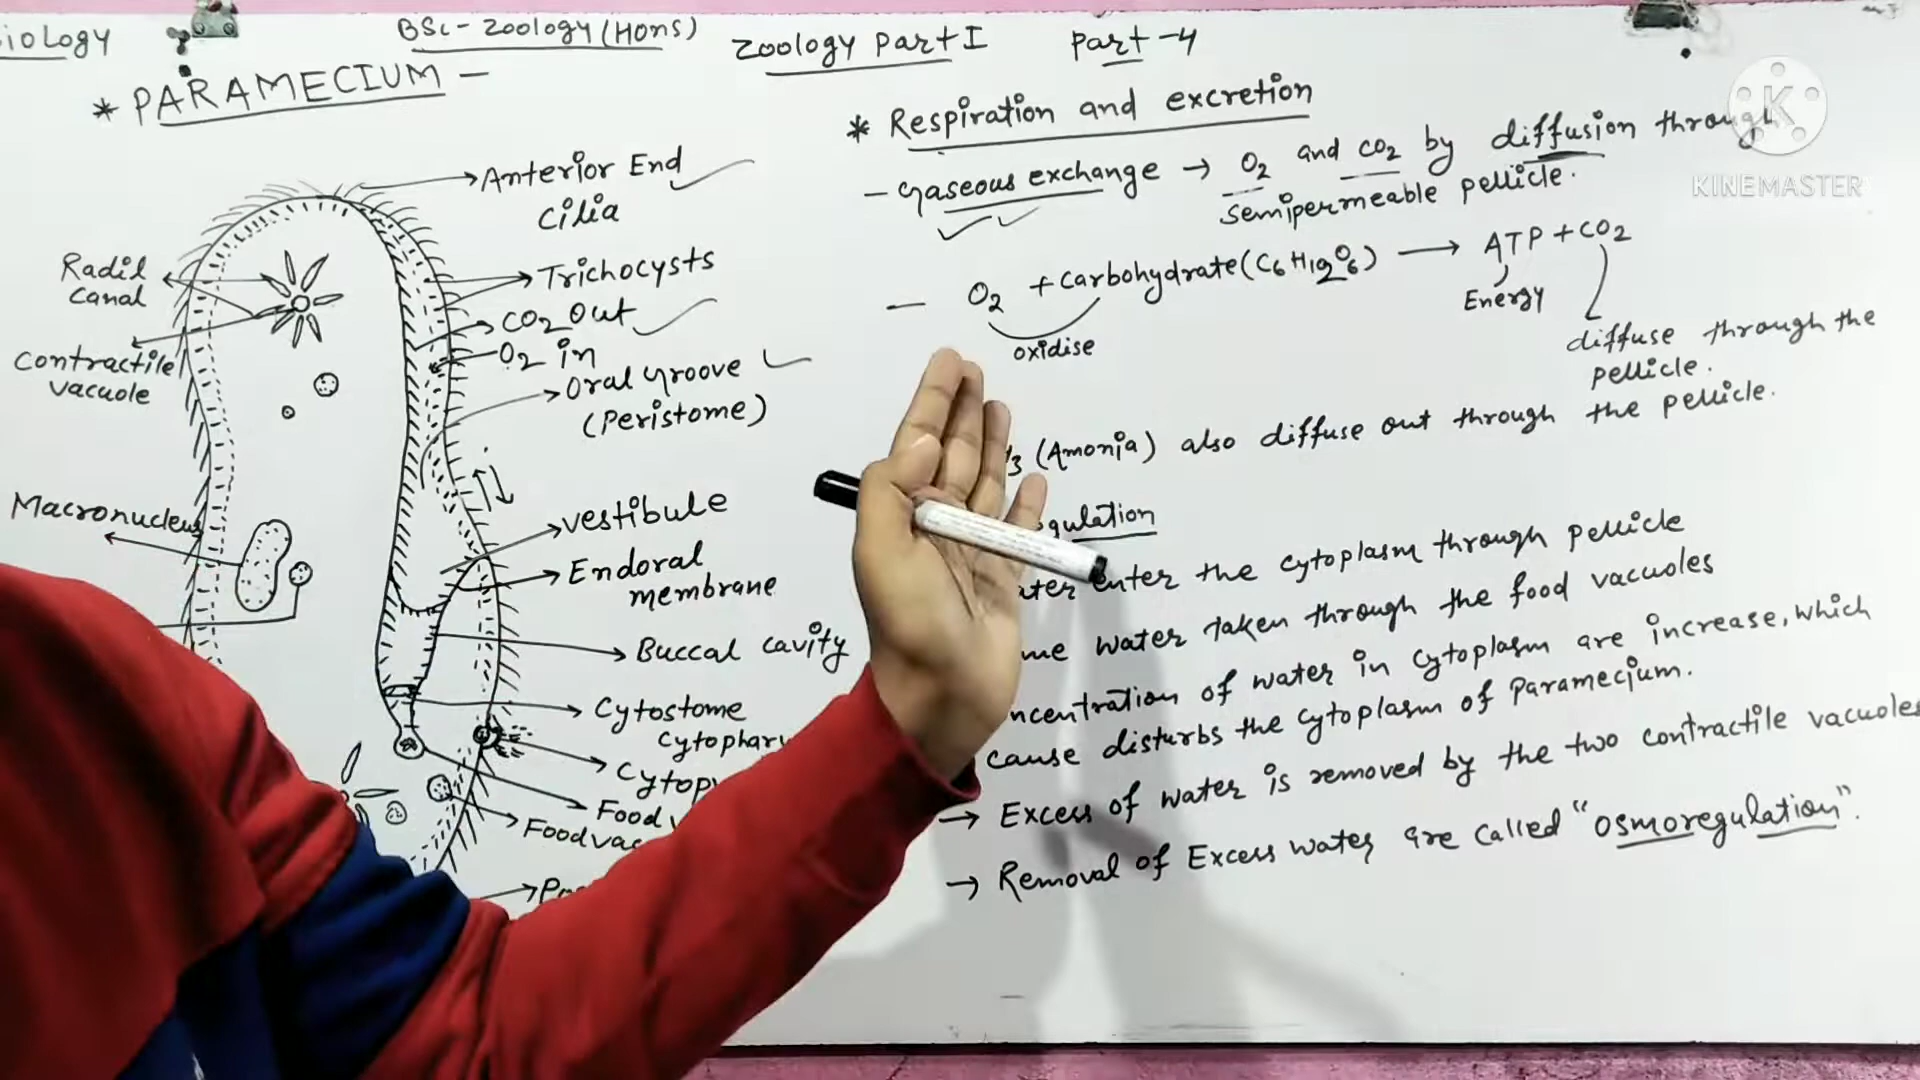 BSc- Zoology (Hons)
Zoology Part I
Part -4
* PARAMECIUM -
Anterior End
Cilia
Radil
canal
Trichocysts
CO2 Out
O2 in
Contractile
vacuole
Oral groove
(Peristome)
Macronucleus
vestibule
Endoral
membrane
Buccal cavity
Cytostome
Food
* Respiration and excretion
- gaseous exchange → O2 and CO2 by diffusion through
semipermeable pellicle.
- O2 + Carbohydrate (C6 H12 O6) → ATP + CO2
oxidise
Energy
diffuse through the
pellicle.
(Amonia) also diffuse out through the pellicle.
enter the cytoplasm through pellicle
water taken through the food vacuoles
of water in cytoplasm are increase, which
cause disturbs the cytoplasm of Paramecium.
→ Excess of water is removed by the two contractile vacuoles
→ Removal of Excess water are called "Osmoregulation".
KINEMASTER